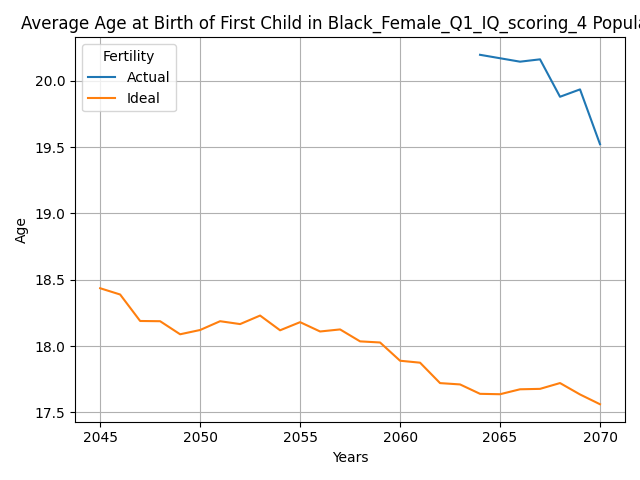 Average Age at Birth of First Child in Black_Female_Q1_IQ_scoring_4 Popula
Fertility
Actual
Ideal
20.0
19.5
19.0
18.5
18.0
17.5
Age
2045 2050 2055 2060 2065 2070
Years